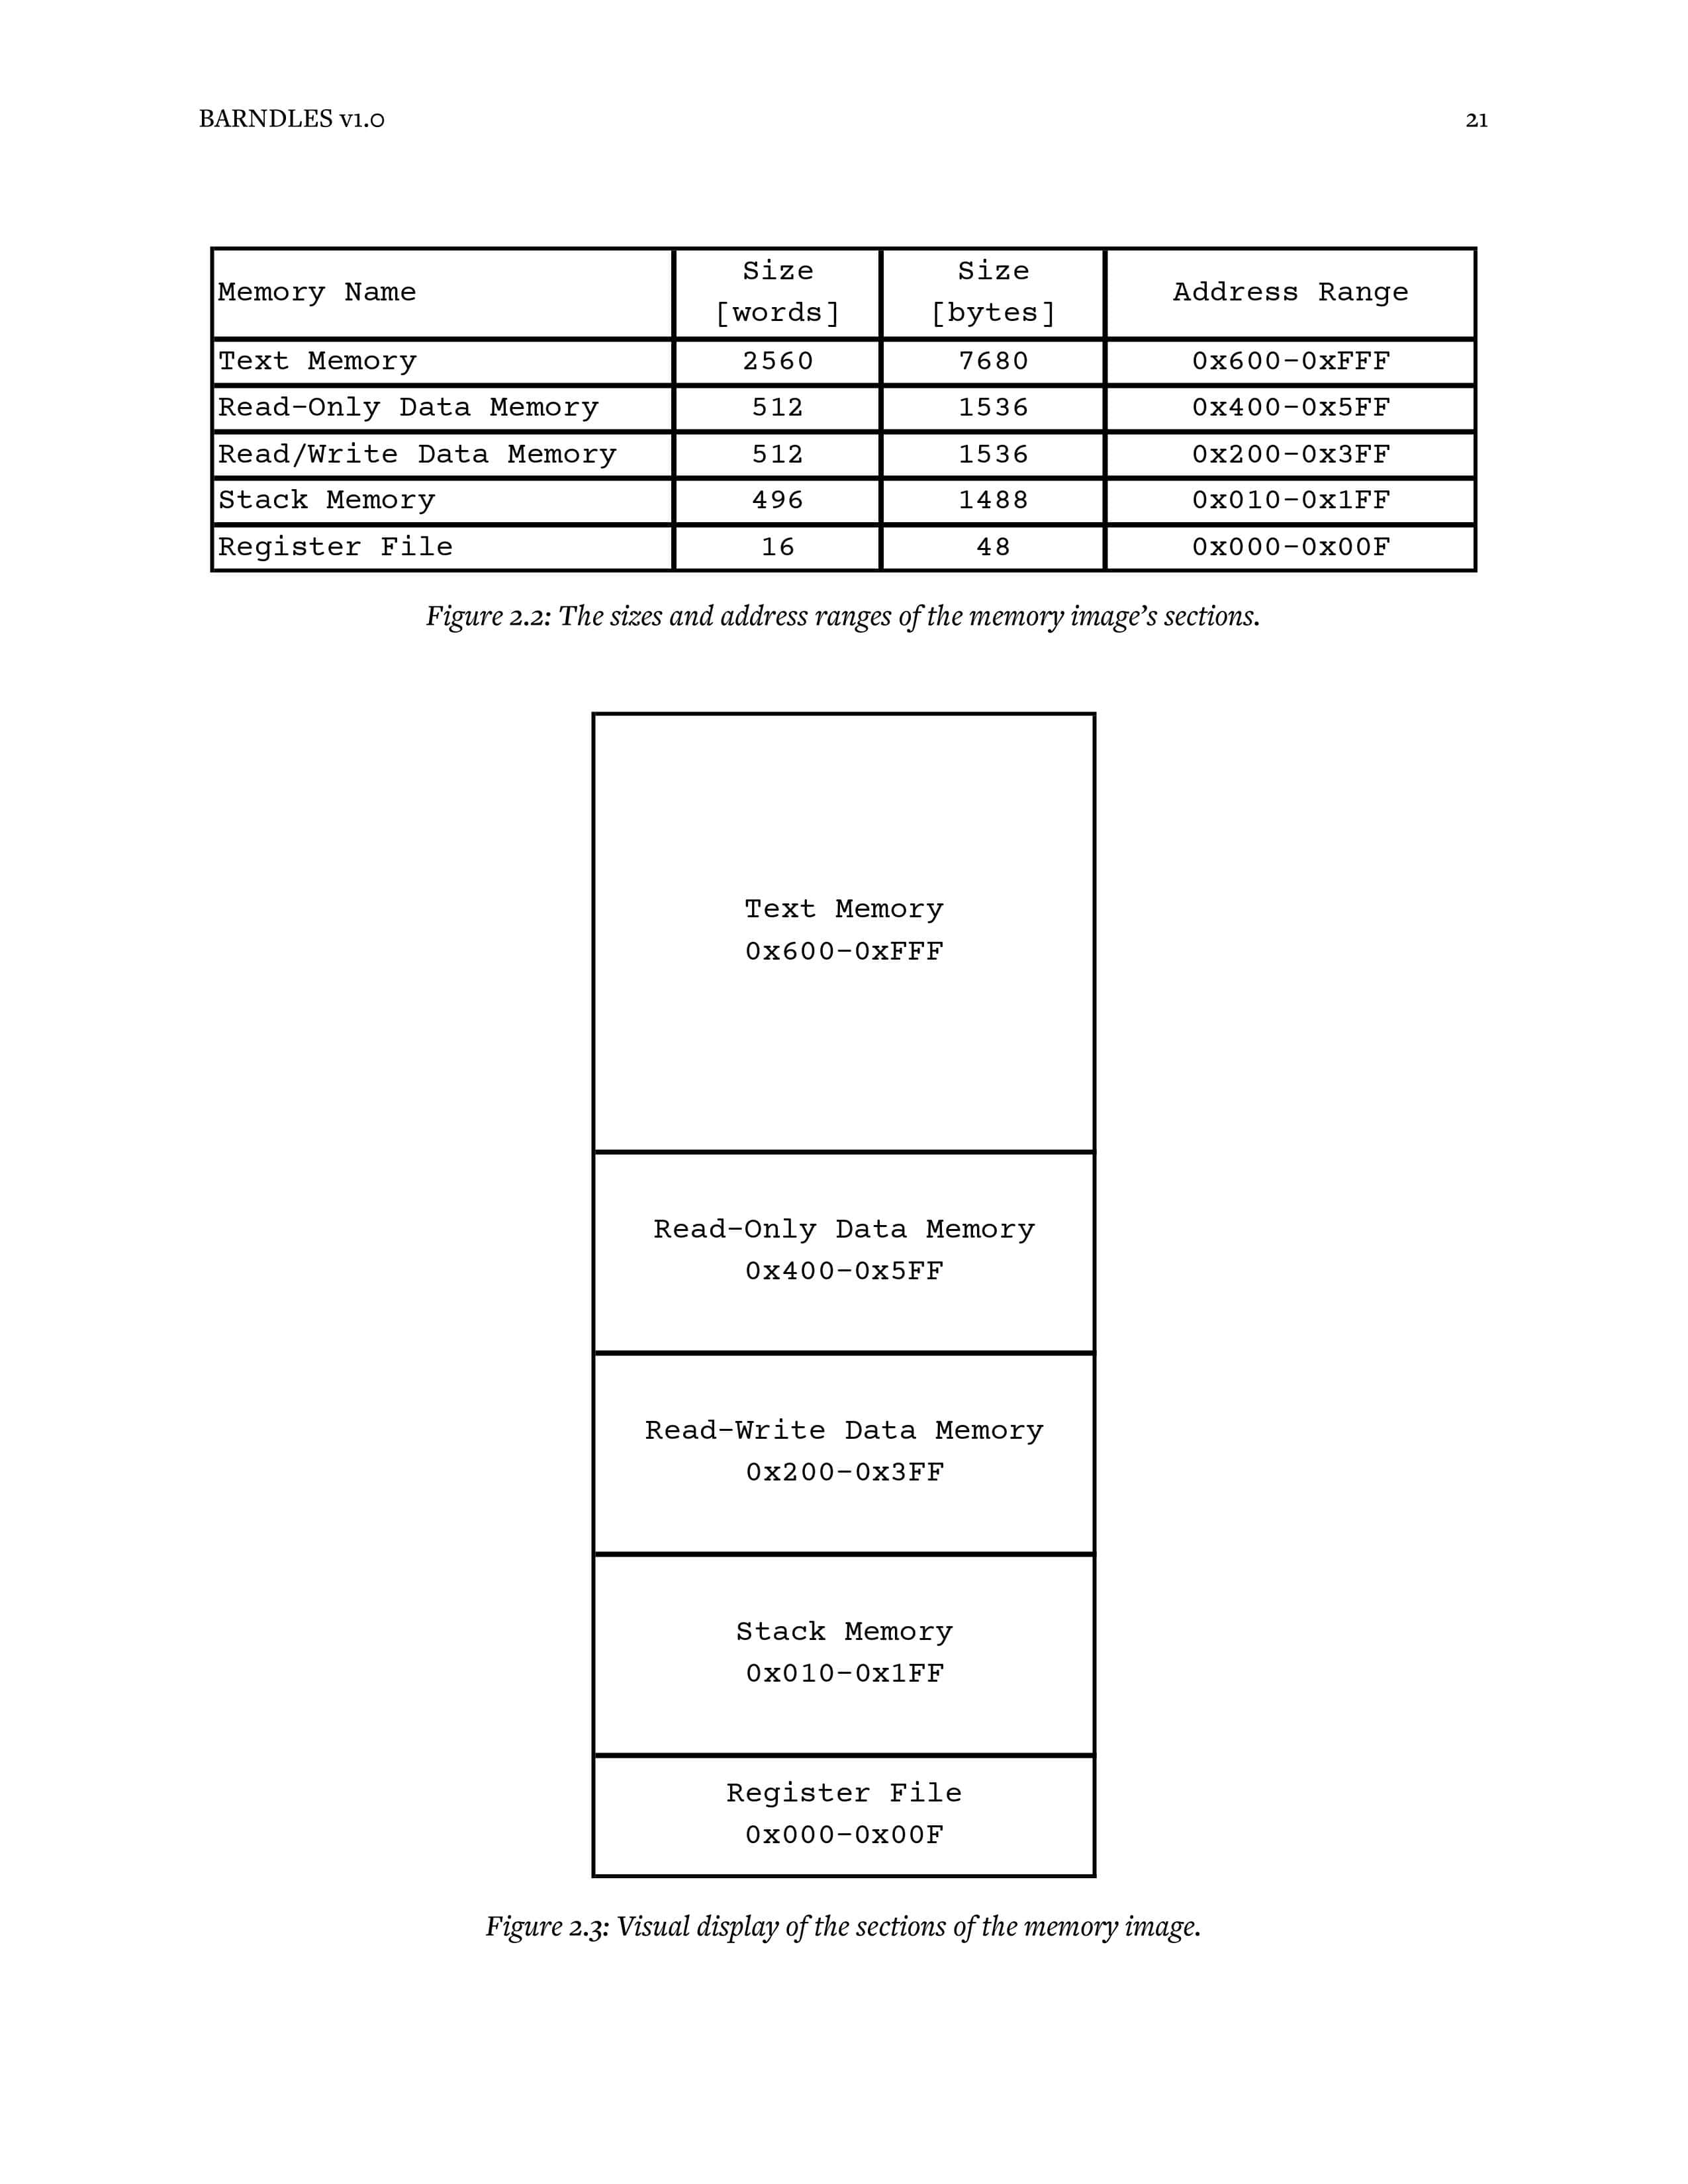 BARNDLES v1.0 21
Memory Name Size [words] Size [bytes] Address Range
Text Memory 2560 7680 0x600-0xFFF
Read-Only Data Memory 512 1536 0x400-0x5FF
Read/Write Data Memory 512 1536 0x200-0x3FF
Stack Memory 496 1488 0x010-0x1FF
Register File 16 48 0x000-0x00F
Figure 2.2: The sizes and address ranges of the memory image’s sections.
Text Memory
0x600-0xFFF
Read-Only Data Memory
0x400-0x5FF
Read-Write Data Memory
0x200-0x3FF
Stack Memory
0x010-0x1FF
Register File
0x000-0x00F
Figure 2.3: Visual display of the sections of the memory image.